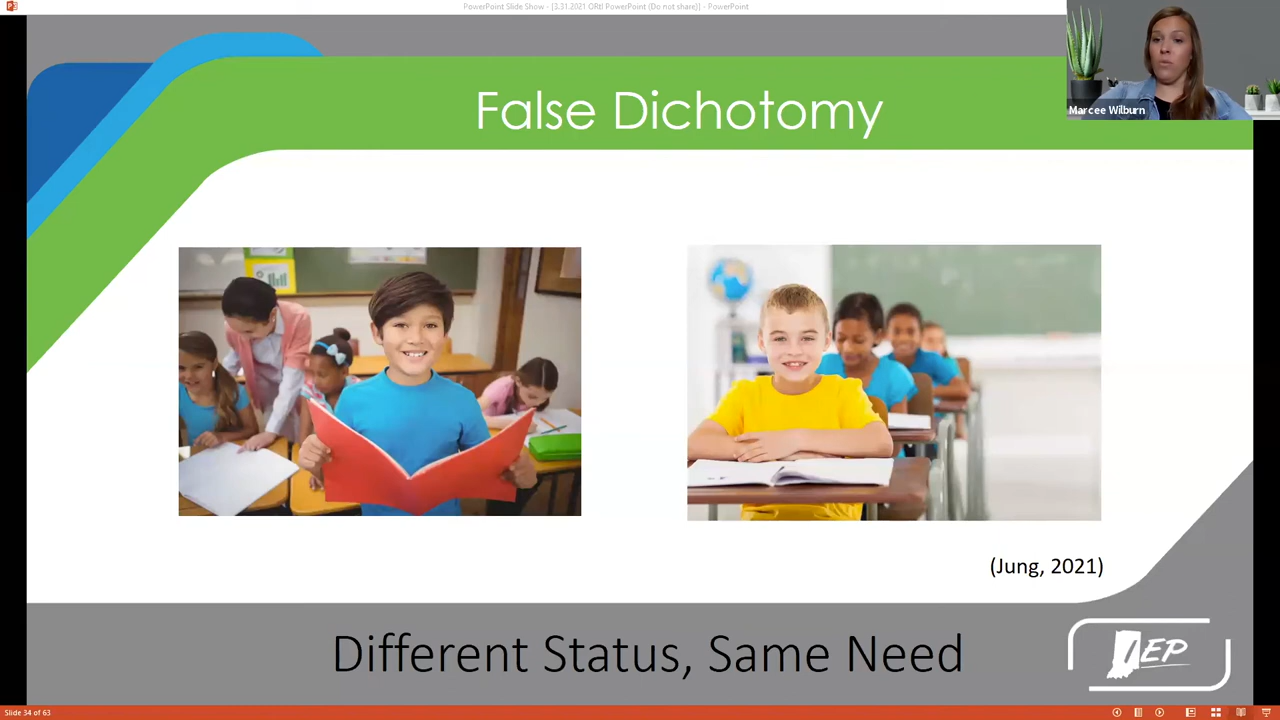 PowerPoint Slide Show - [3.31.2021 ORtI PowerPoint (Do not share)] - PowerPoint
Marcee Wilburn
False Dichotomy
(Jung, 2021)
Different Status, Same Need
IEP
Slide 34 of 63